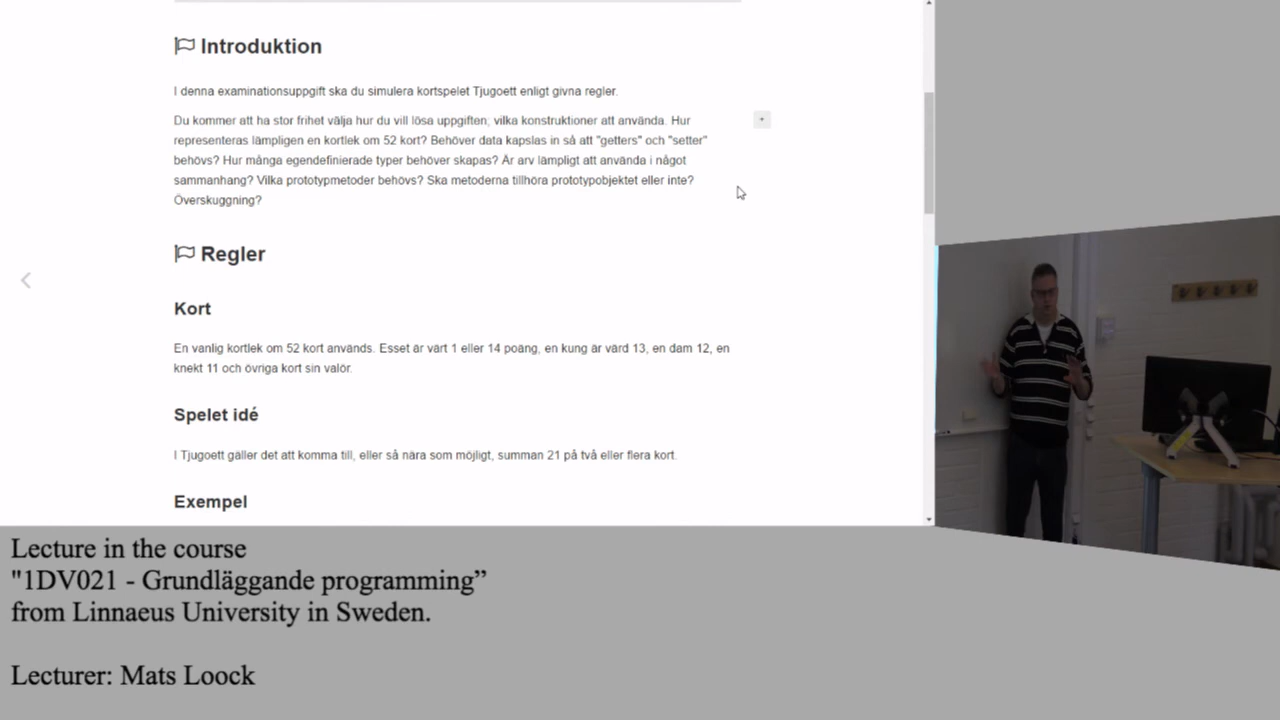 Introduktion
I denna examinationsuppgift ska du simulera kortspelet Tjugoett enligt givna regler.
Du kommer att ha stor frihet välja hur du vill lösa uppgiften; vilka konstruktioner att använda. Hur
representeras lämpligen en kortlek om 52 kort? Behöver data kapslas in så att "getters" och "setter"
behövs? Hur många egendefinierade typer behöver skapas? Är arv lämpligt att använda i något
sammanhang? Vilka prototypmetoder behövs? Ska metoderna tillhöra prototypobjektet eller inte?
Överskuggning?
Regler
Kort
En vanlig kortlek om 52 kort används. Esset är värt 1 eller 14 poäng, en kung är värd 13, en dam 12, en
knekt 11 och övriga kort sin valör.
Spelet idé
I Tjugoett gäller det att komma till, eller så nära som möjligt, summan 21 på två eller flera kort.
Exempel
Lecture in the course
"1DV021 - Grundläggande programming”
from Linnaeus University in Sweden.
Lecturer: Mats Loock